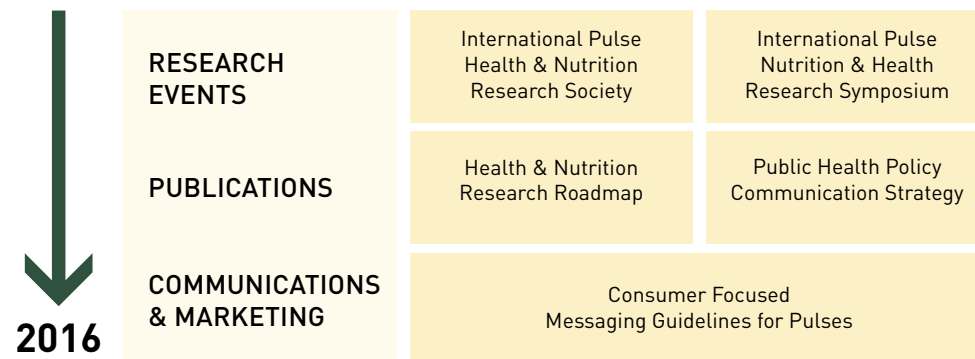 RESEARCH
EVENTS
International Pulse
Health & Nutrition
Research Society
International Pulse
Nutrition & Health
Research Symposium
PUBLICATIONS
Health & Nutrition
Research Roadmap
Public Health Policy
Communication Strategy
COMMUNICATIONS
& MARKETING
Consumer Focused
Messaging Guidelines for Pulses
2016